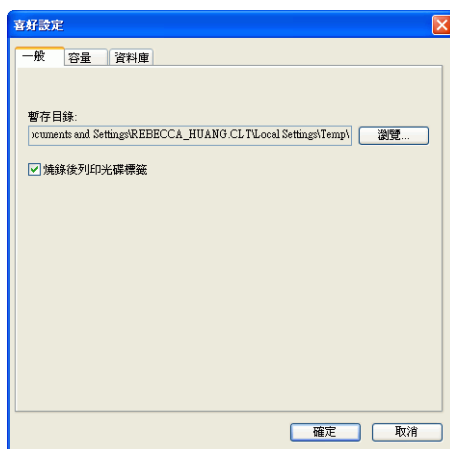 喜好設定
一般 容量 資料庫
暫存目錄:
ocuments and Settings\REBECCA_HUANG.CLT\Local Settings\Temp\ 瀏覽...
燒錄後列印光碟標籤
確定 取消